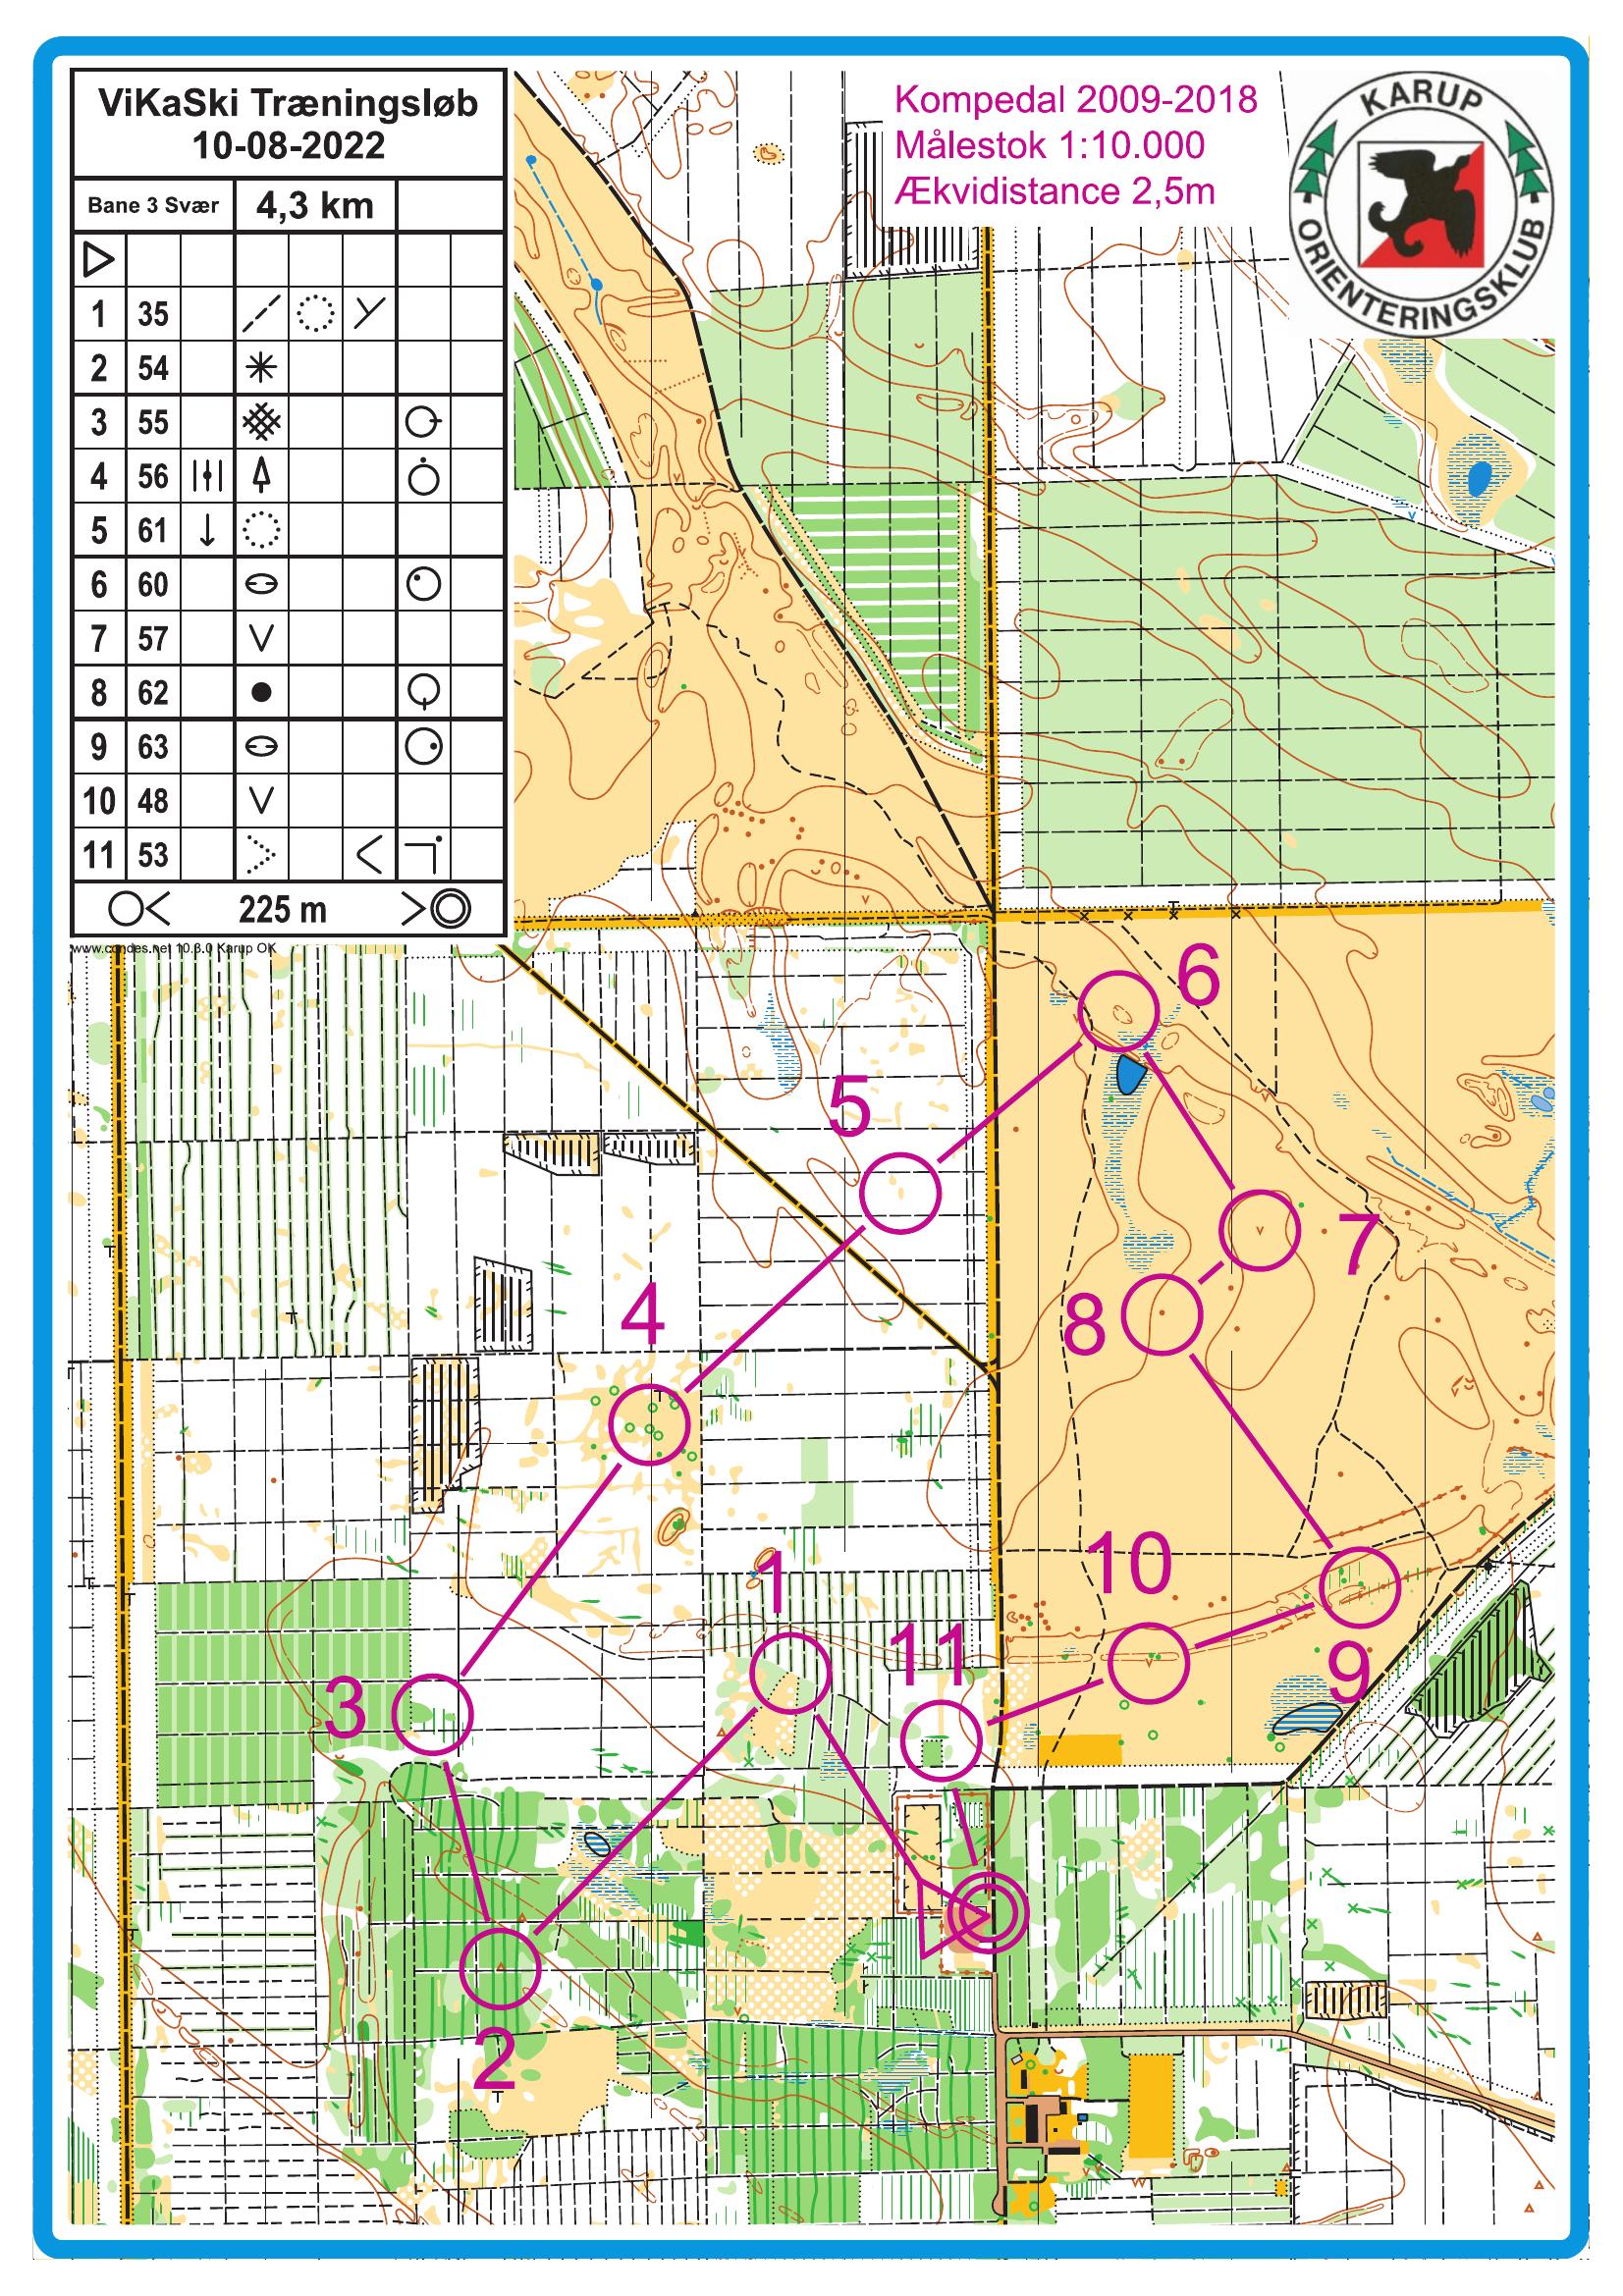 ViKaSki Træningsløb
10-08-2022
Bane 3 Svær 4,3 km
1 35
2 54
3 55
4 56
5 61
6 60
7 57
8 62
9 63
10 48
11 53
225 m
www.condes.net 10.3.0 Karup OK
Kompedal 2009-2018
Målestok 1:10.000
Ækvidistance 2,5m
KARUP
ORIENTERINGSKLUB
6
5
7
4
8
10
1
11
9
3
2